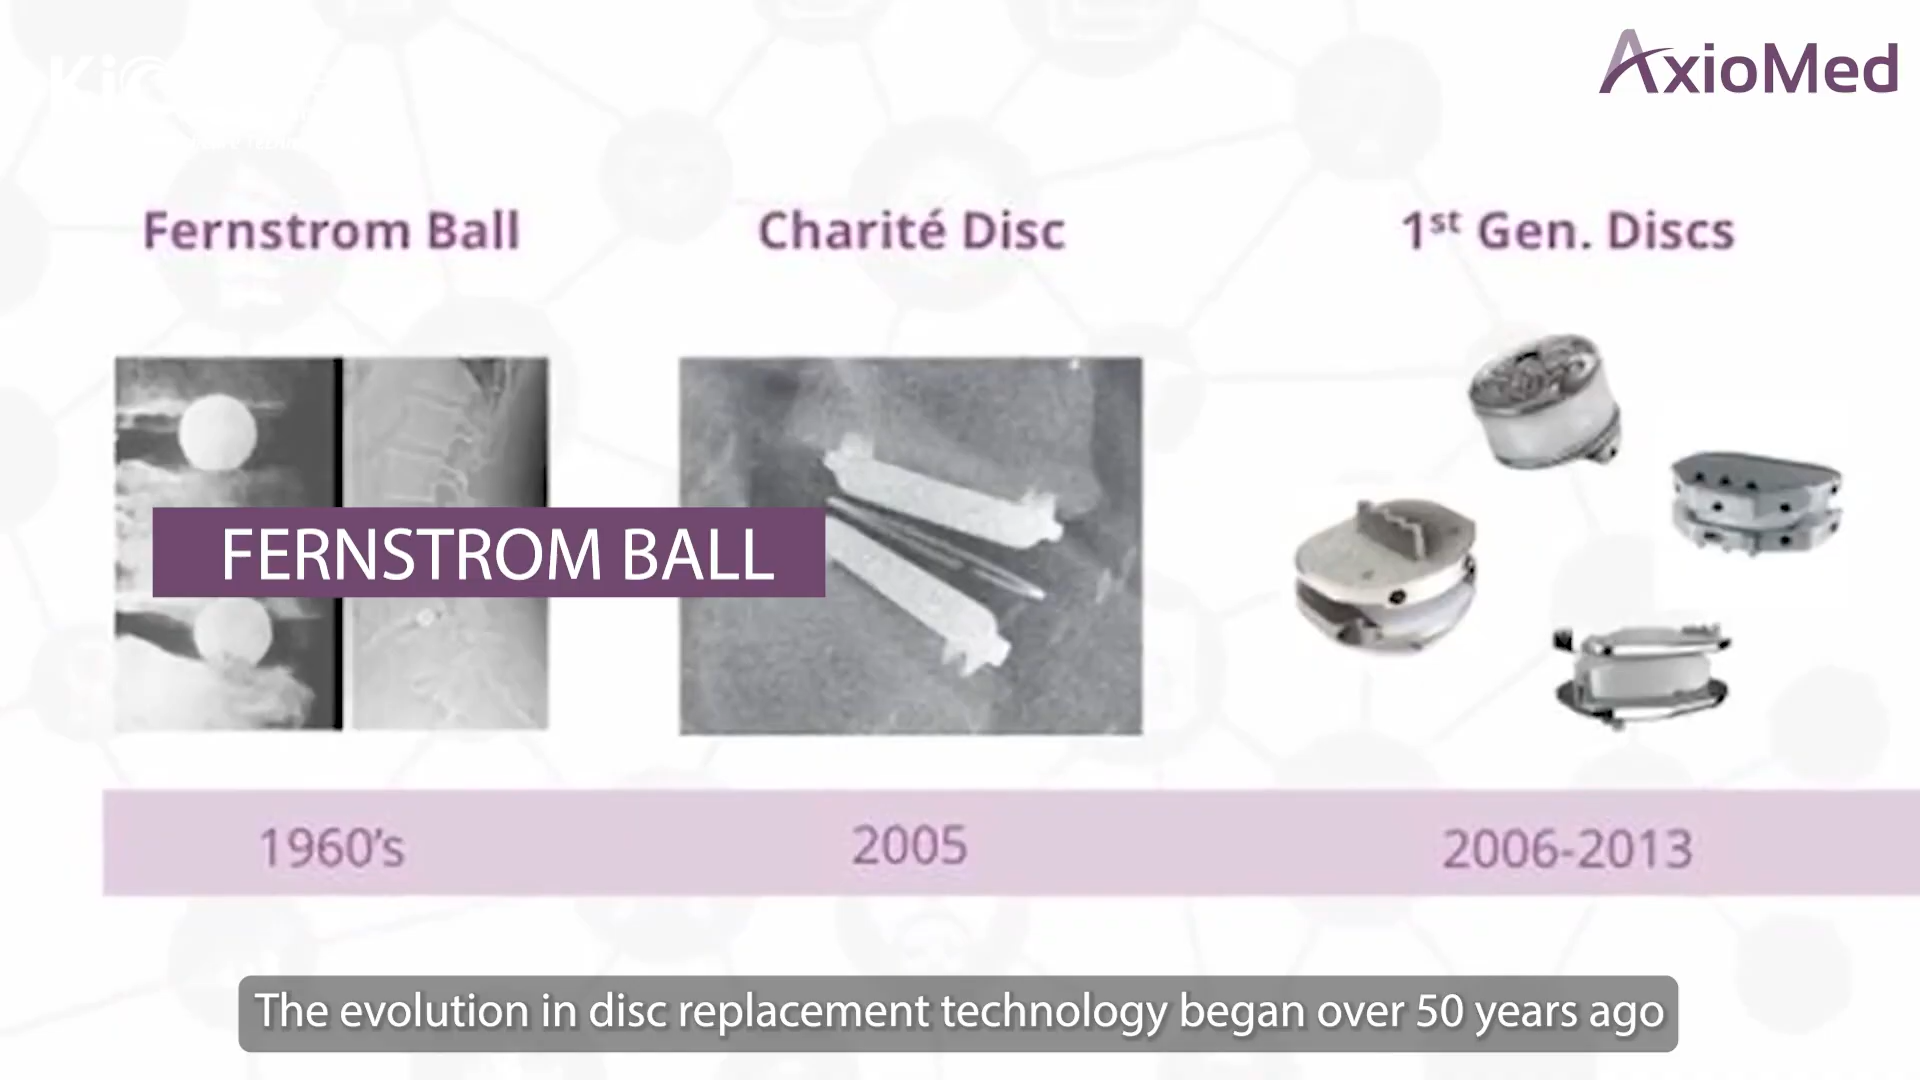 AxioMed
Fernstrom Ball
Charité Disc
1st Gen. Discs
FERNSTROM BALL
1960's
2005
2006-2013
The evolution in disc replacement technology began over 50 years ago